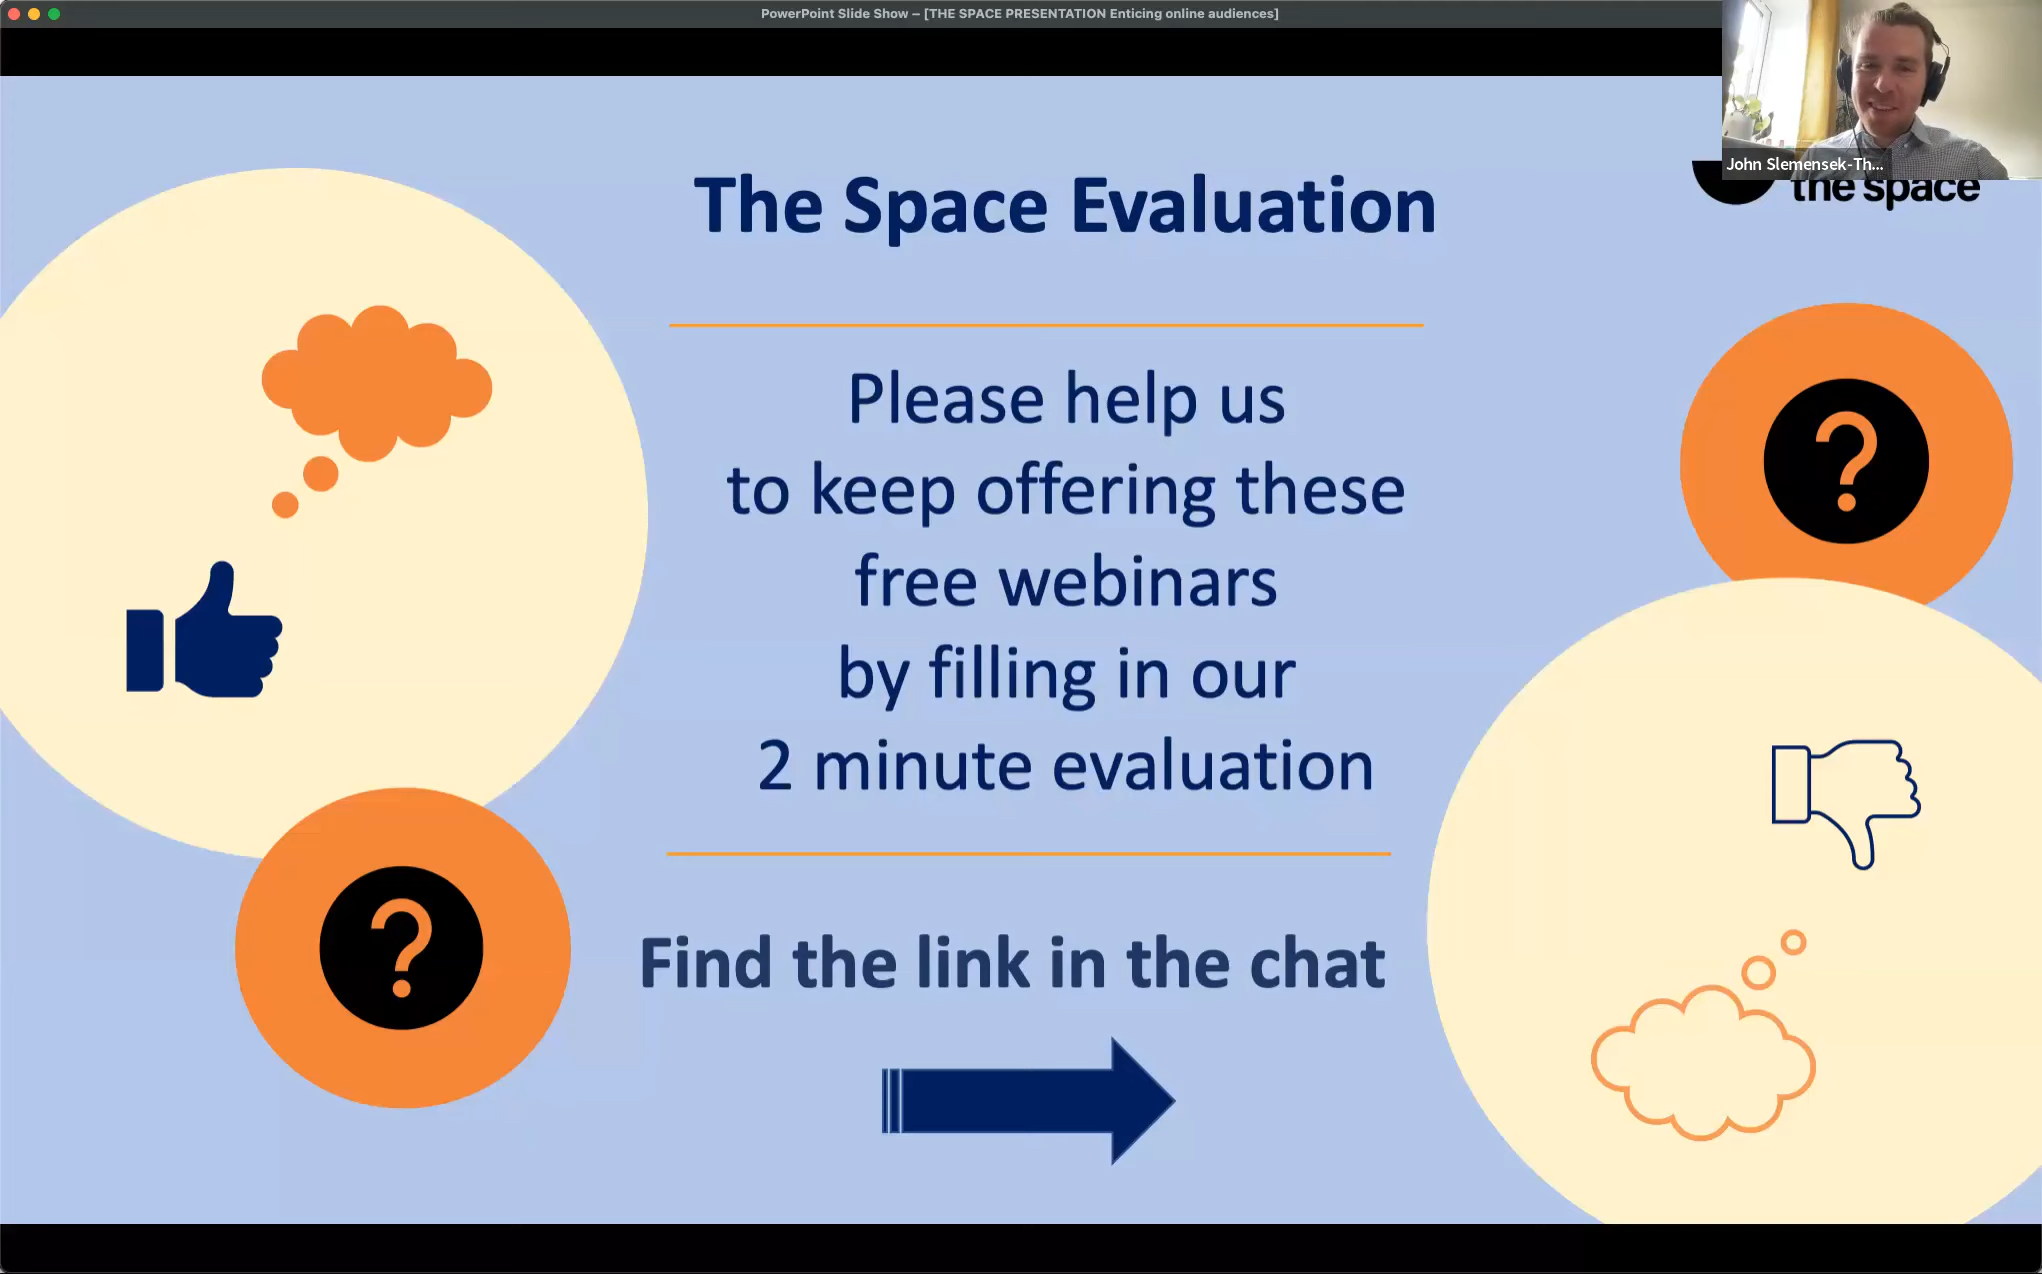 PowerPoint Slide Show – [THE SPACE PRESENTATION Enticing online audiences]
John Slemensek-Th...
the space
The Space Evaluation
Please help us
to keep offering these
free webinars
by filling in our
2 minute evaluation
Find the link in the chat
?
?